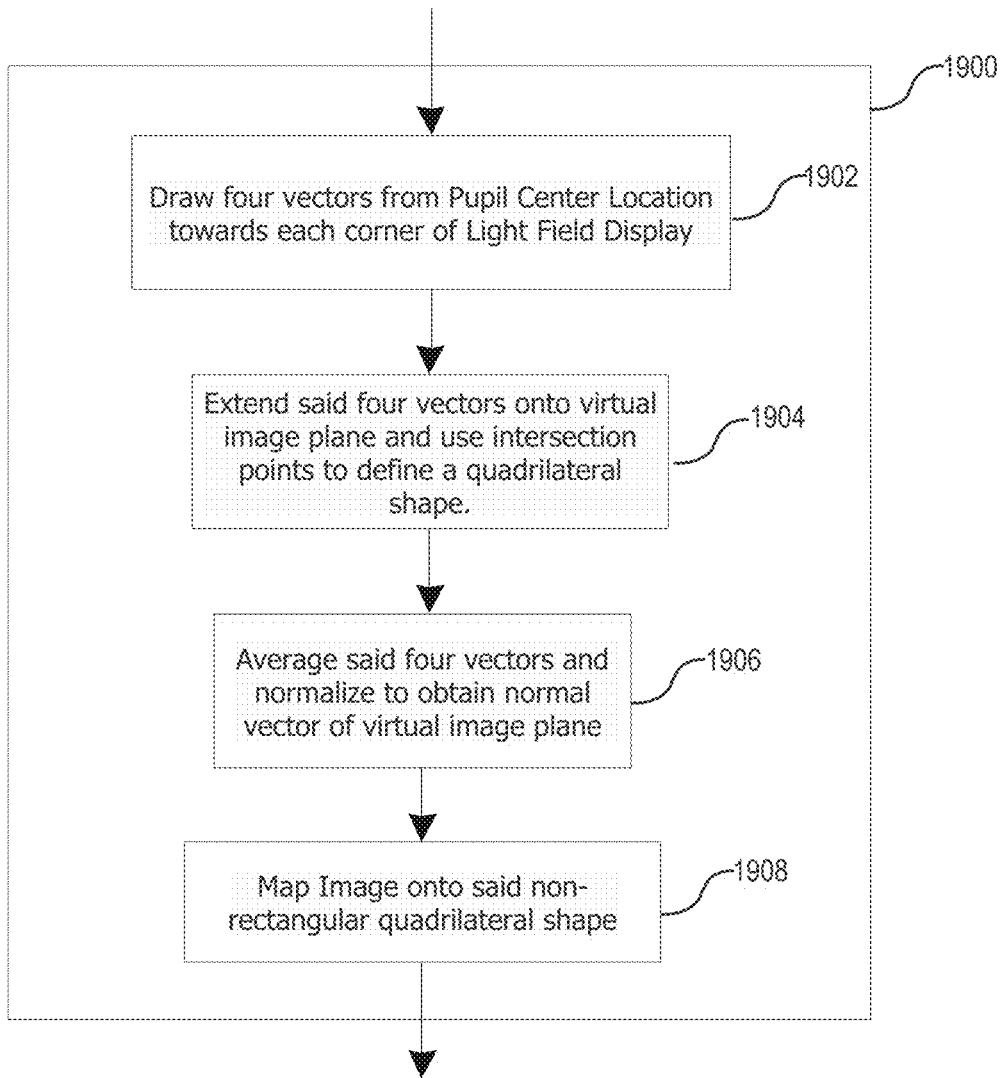 1900
Draw four vectors from Pupil Center Location
towards each corner of Light Field Display
1902
Extend said four vectors onto virtual
image plane and use intersection
points to define a quadrilateral
shape.
1904
Average said four vectors and
normalize to obtain normal
vector of virtual image plane
1906
Map Image onto said non-
rectangular quadrilateral shape
1908